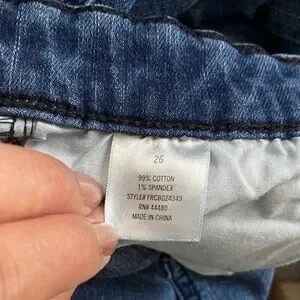 26
99% COTTON
1% SPANDEX
STYLE# FRGB024349
RN# 44480
MADE IN CHINA